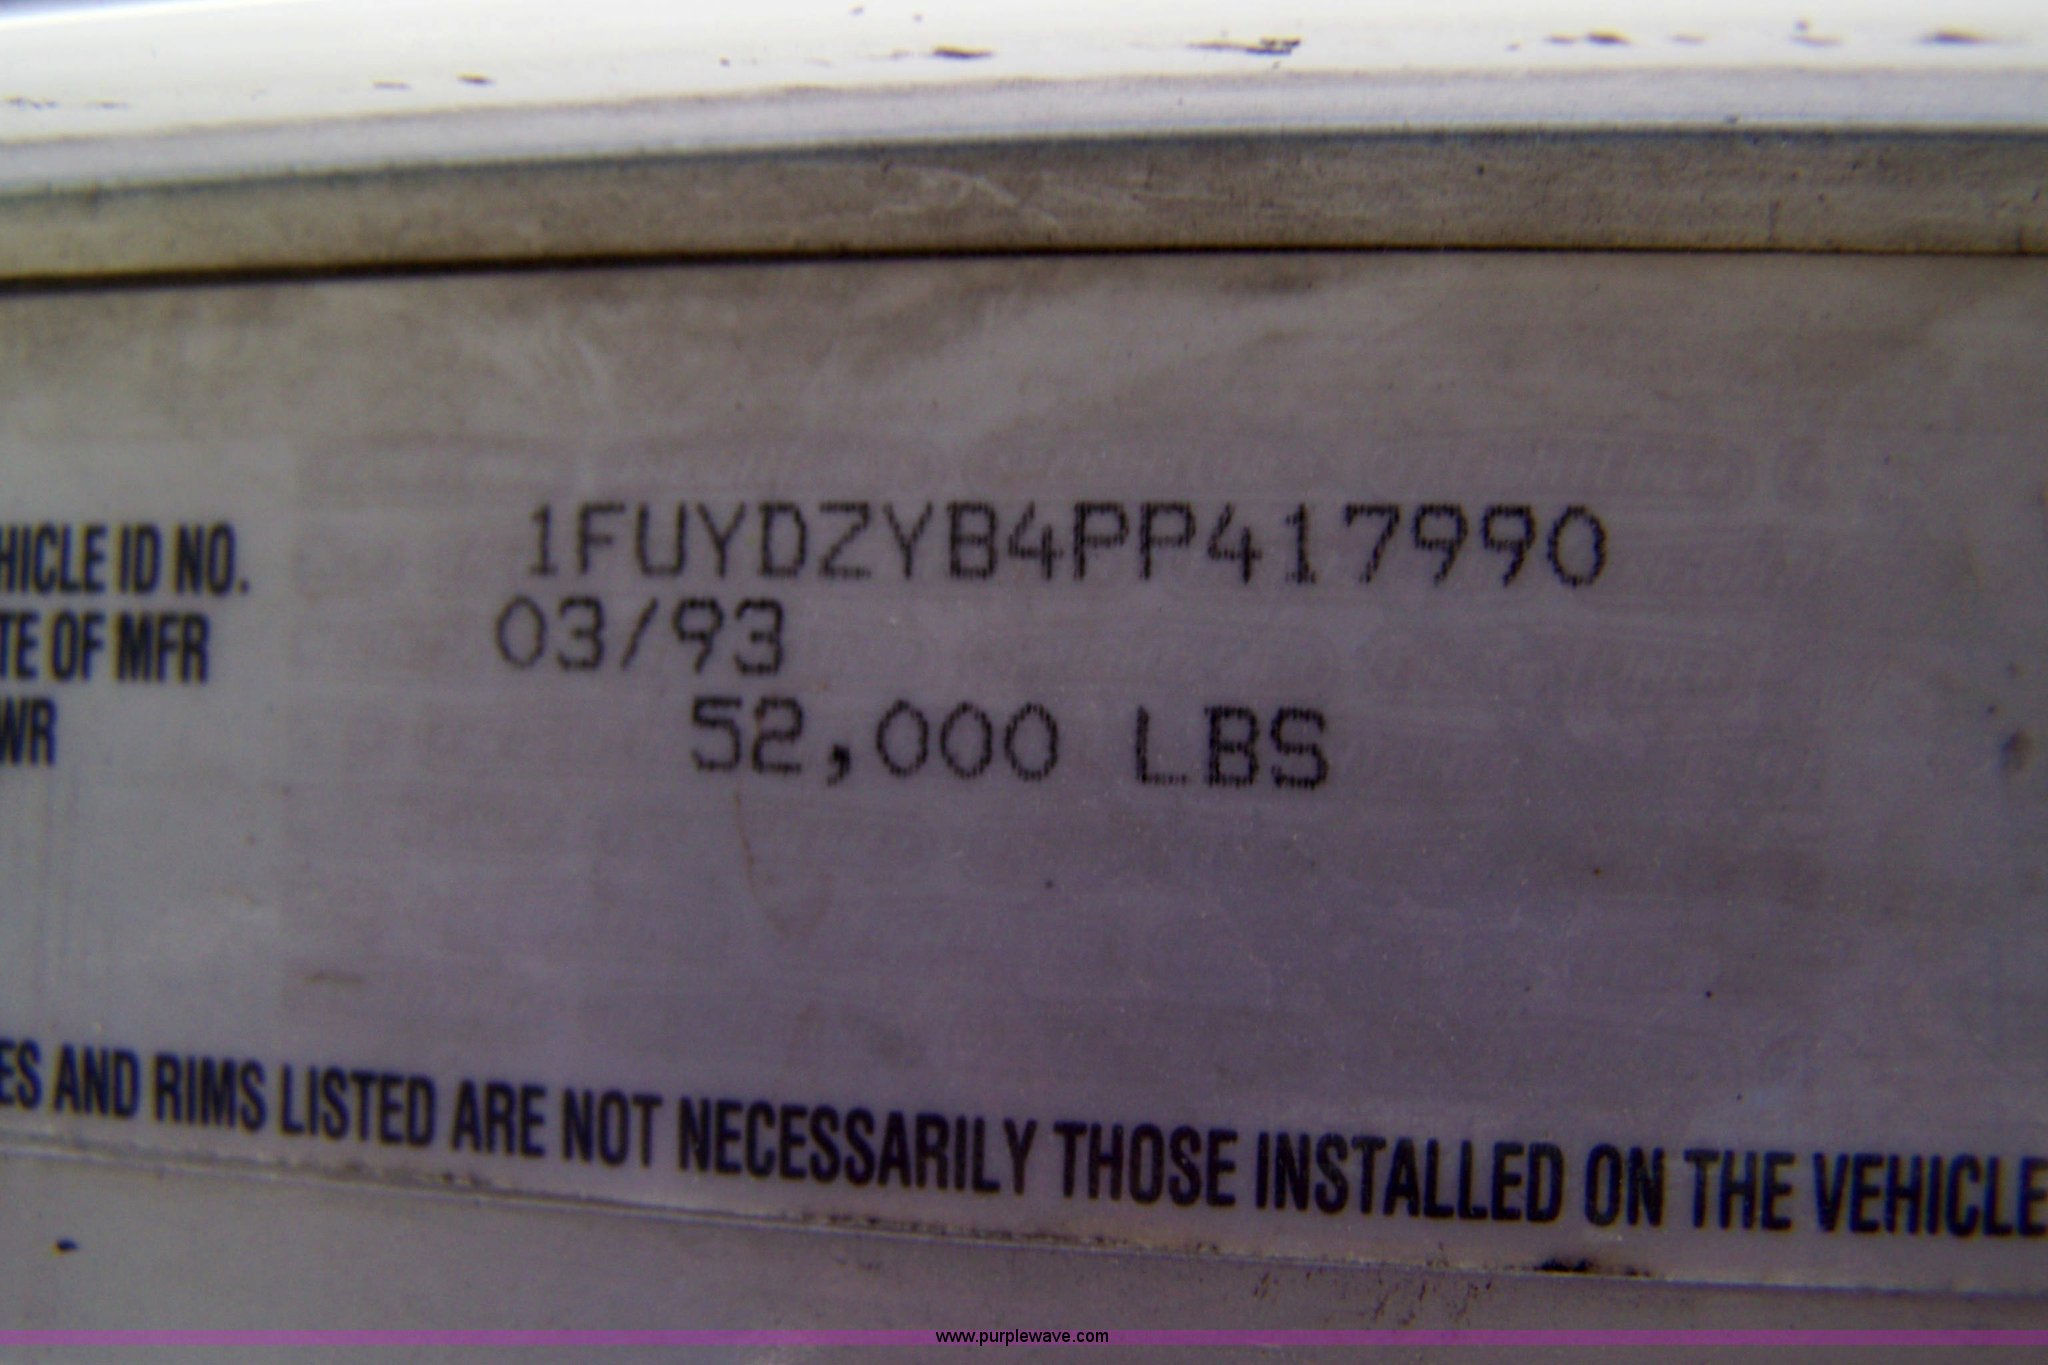 HICLE ID NO. 1FUYDZYB4PP417990
TE OF MFR 03/93
WR 52,000 LBS
ES AND RIMS LISTED ARE NOT NECESSARILY THOSE INSTALLED ON THE VEHICLE
www.purplewave.com